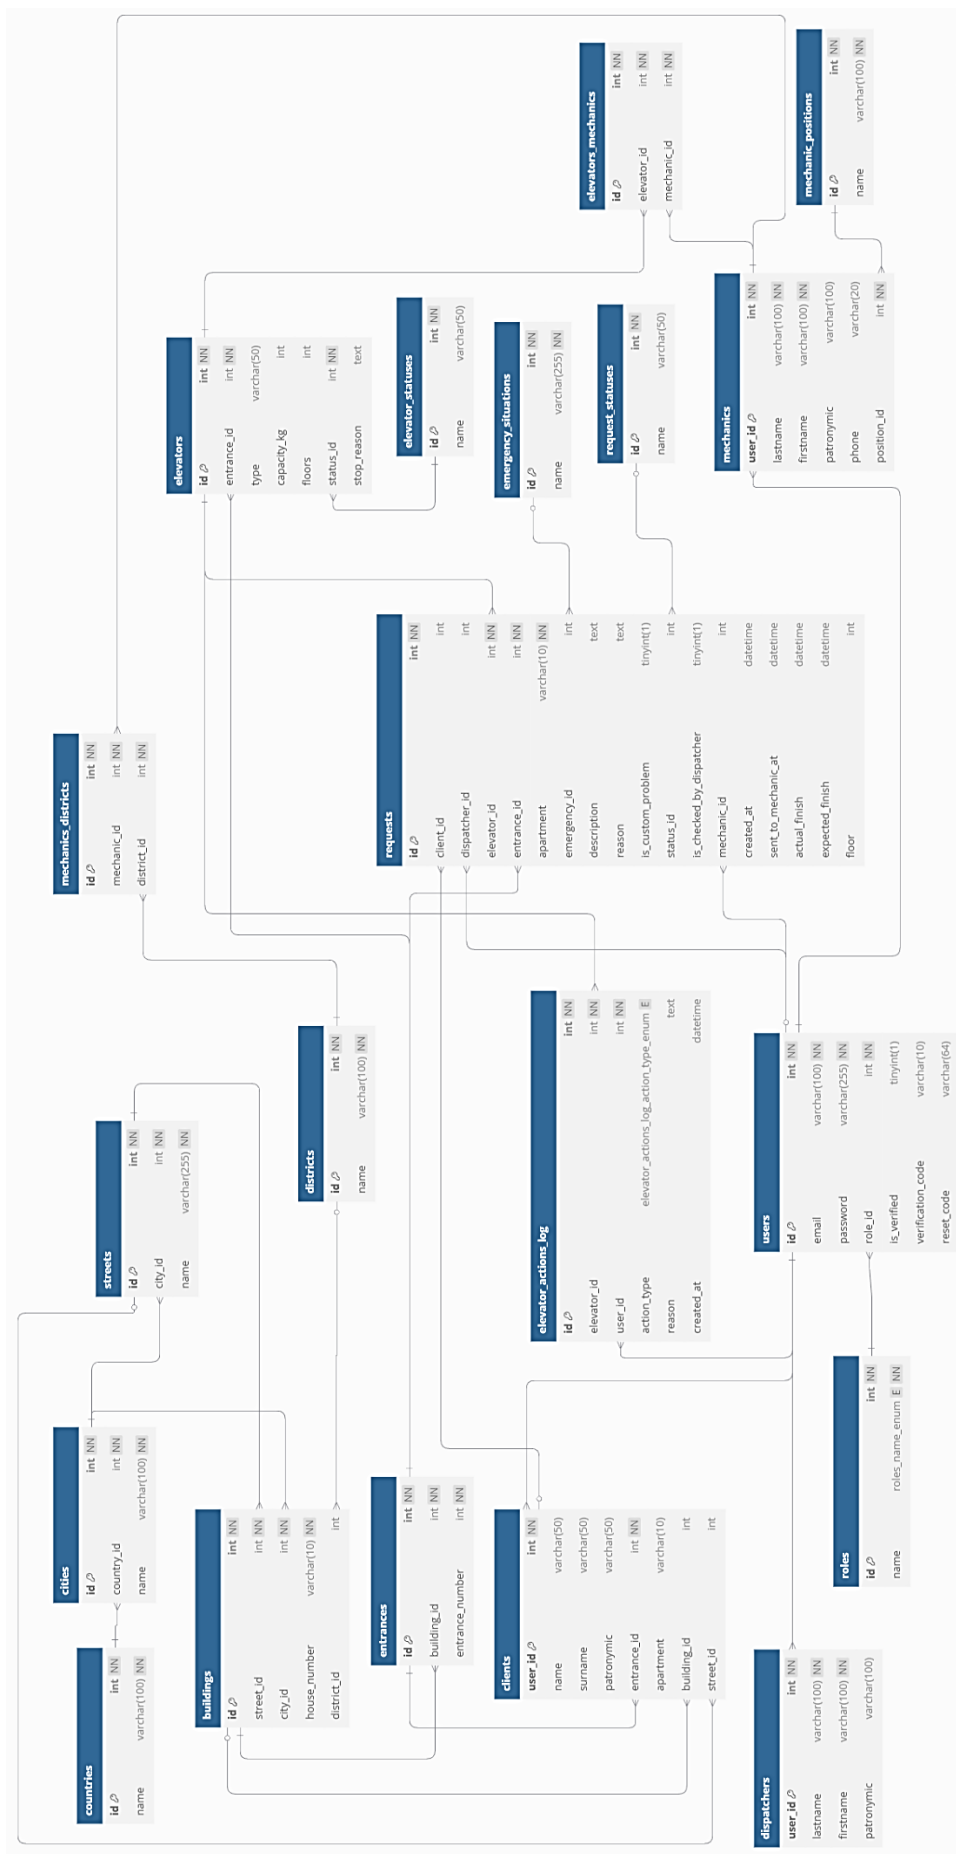 countries
id int NN
name varchar(100) NN
cities
id int NN
country_id int NN
name varchar(100) NN
streets
id int NN
city_id int NN
name varchar(255) NN
mechanics_districts
id int NN
mechanic_id int NN
district_id int NN
buildings
id int NN
street_id int NN
city_id int NN
house_number varchar(10) NN
district_id int
districts
id int NN
name varchar(100) NN
elevators
id int NN
entrance_id int NN
type varchar(50)
capacity_kg int
floors int
status_id int NN
stop_reason text
entrances
id int NN
building_id int NN
entrance_number int NN
requests
id int NN
client_id int
dispatcher_id int
elevator_id int NN
entrance_id int NN
apartment varchar(10) NN
emergency_id int
description text
reason text
is_custom_problem tinyint(1)
status_id int
is_checked_by_dispatcher tinyint(1)
mechanic_id int
created_at datetime
sent_to_mechanic_at datetime
actual_finish datetime
expected_finish datetime
floor int
elevator_statuses
id int NN
name varchar(50)
clients
user_id int NN
name varchar(50)
surname varchar(50)
patronymic varchar(50)
entrance_id int NN
apartment varchar(10)
building_id int
street_id int
elevator_actions_log
id int NN
elevator_id int NN
user_id int NN
action_type elevator_actions_log_action_type_enum E
reason text
created_at datetime
emergency_situations
id int NN
name varchar(255) NN
elevators_mechanics
id int NN
elevator_id int NN
mechanic_id int NN
request_statuses
id int NN
name varchar(50)
dispatchers
user_id int NN
lastname varchar(100) NN
firstname varchar(100) NN
patronymic varchar(100)
users
id int NN
email varchar(100) NN
password varchar(255) NN
role_id int NN
is_verified tinyint(1)
verification_code varchar(10)
reset_code varchar(64)
mechanics
user_id int NN
lastname varchar(100) NN
firstname varchar(100) NN
patronymic varchar(100)
phone varchar(20)
position_id int NN
roles
id int NN
name roles_name_enum E NN
mechanic_positions
id int NN
name varchar(100) NN